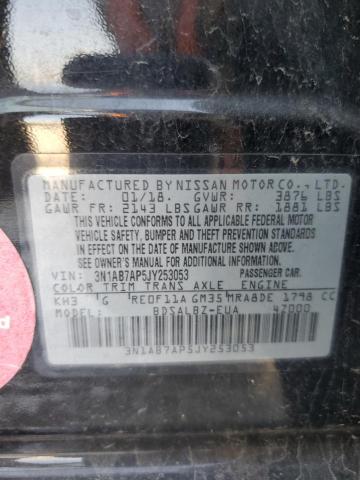 MANUFACTURED BY NISSAN MOTOR CO., LTD.
DATE: 01/18. GVWR: 3876 LBS
GAWR FR: 2143 LBS GAWR RR: 1881 LBS
THIS VEHICLE CONFORMS TO ALL APPLICABLE FEDERAL MOTOR
VEHICLE SAFETY, BUMPER, AND THEFT PREVENTION STANDARDS
IN EFFECT ON THE DATE OF MANUFACTURE SHOWN ABOVE.
SEE OWNER'S MANUAL FOR ADDITIONAL INFORMATION.
VIN: 3N1AB7AP5JY253053 PASSENGER CAR.
COLOR TRIM TRANS AXLE ENGINE
KH3 G RE0F11A GM35 MRA8DE 1798 CC
MODEL: BDSALBZ-EUA 47000
3N1AB7AP5JY253053